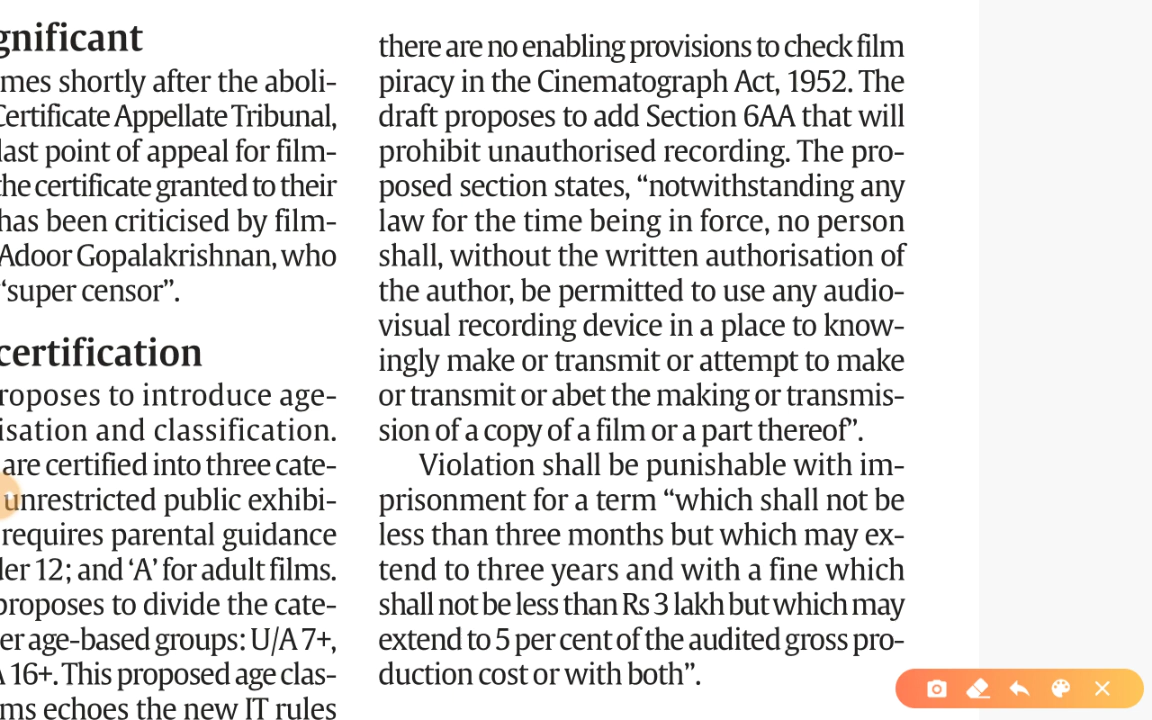 gnificant
mes shortly after the aboli-
Certificate Appellate Tribunal,
last point of appeal for film-
the certificate granted to their
has been criticised by film-
Adoor Gopalakrishnan, who
“super censor”.
certification
roposes to introduce age-
isation and classification.
are certified into three cate-
unrestricted public exhibi-
requires parental guidance
er 12; and ‘A’ for adult films.
proposes to divide the cate-
er age-based groups: U/A 7+,
A 16+. This proposed age clas-
ms echoes the new IT rules
there are no enabling provisions to check film
piracy in the Cinematograph Act, 1952. The
draft proposes to add Section 6AA that will
prohibit unauthorised recording. The pro-
posed section states, “notwithstanding any
law for the time being in force, no person
shall, without the written authorisation of
the author, be permitted to use any audio-
visual recording device in a place to know-
ingly make or transmit or attempt to make
or transmit or abet the making or transmis-
sion of a copy of a film or a part thereof”.
Violation shall be punishable with im-
prisonment for a term “which shall not be
less than three months but which may ex-
tend to three years and with a fine which
shall not be less than Rs 3 lakh but which may
extend to 5 per cent of the audited gross pro-
duction cost or with both”.